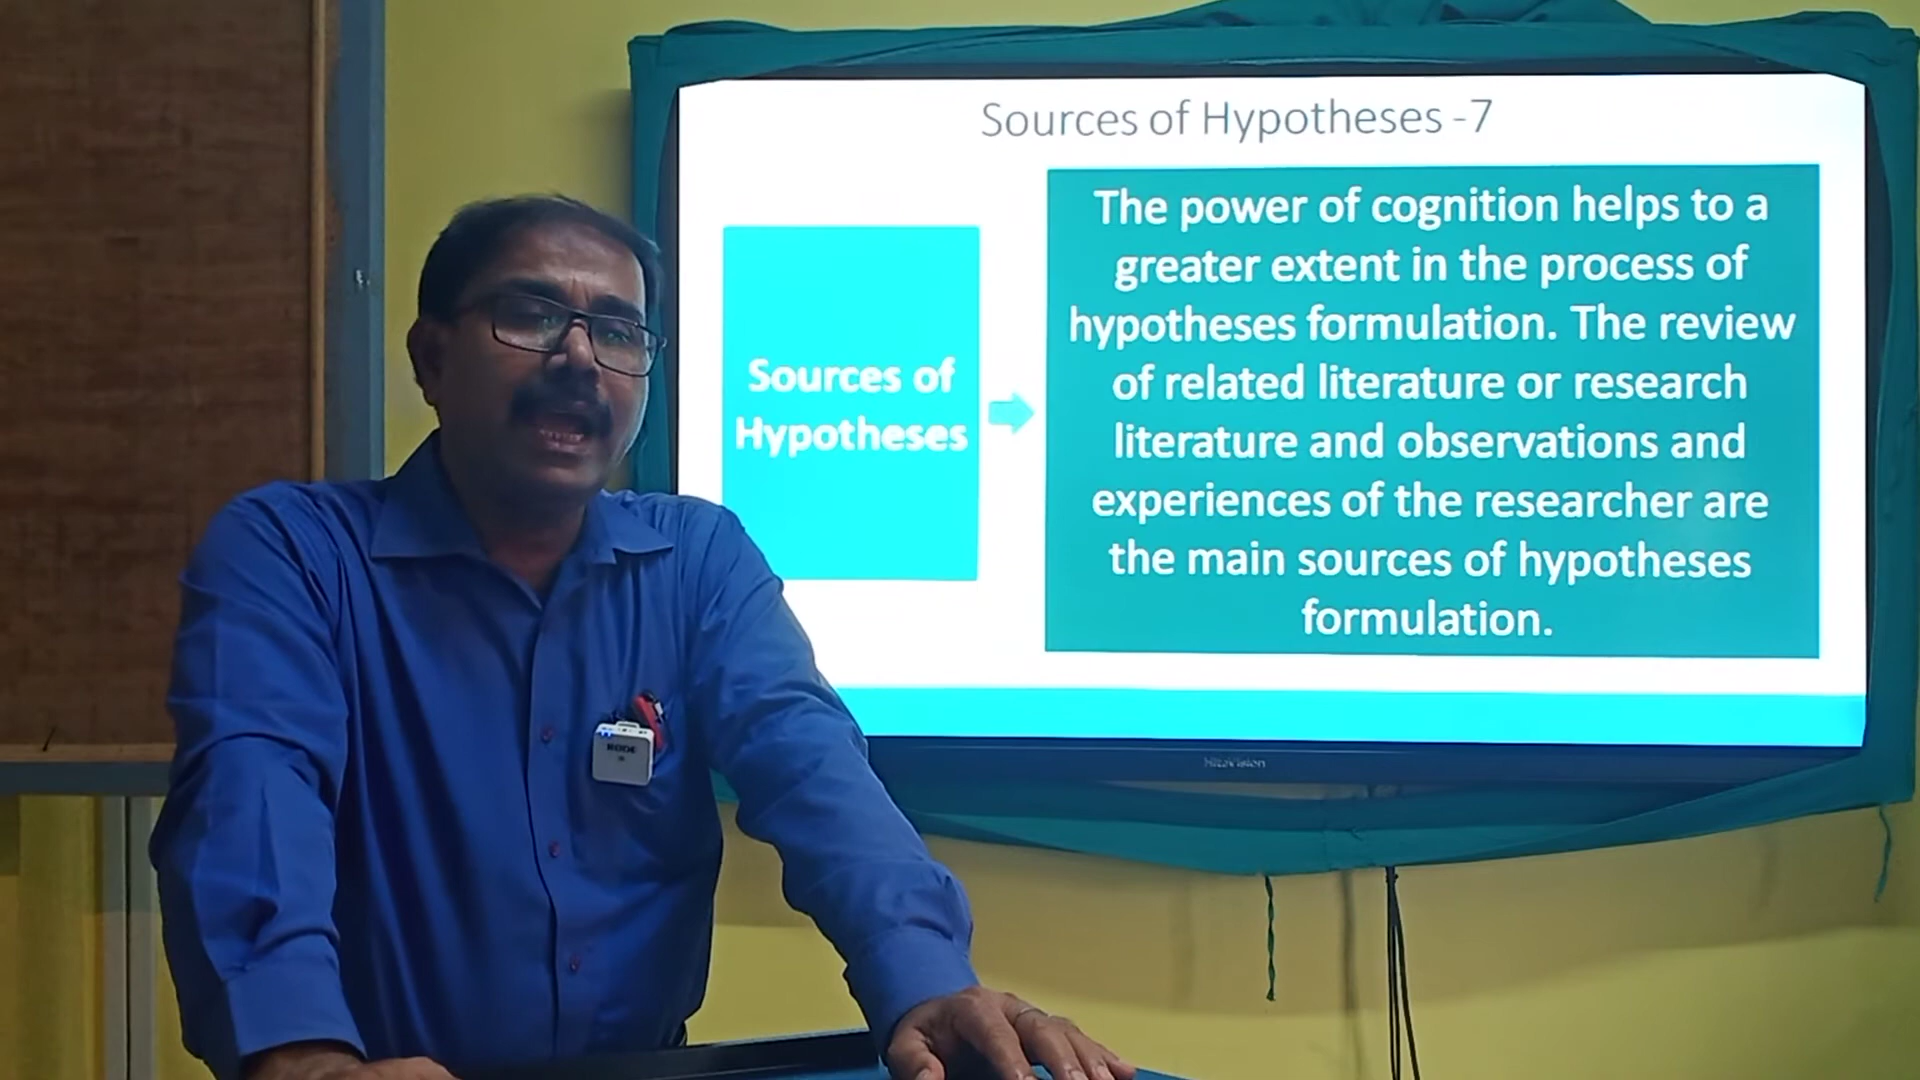 Sources of Hypotheses -7
Sources of
Hypotheses
The power of cognition helps to a
greater extent in the process of
hypotheses formulation. The review
of related literature or research
literature and observations and
experiences of the researcher are
the main sources of hypotheses
formulation.
RODE
HitaVision